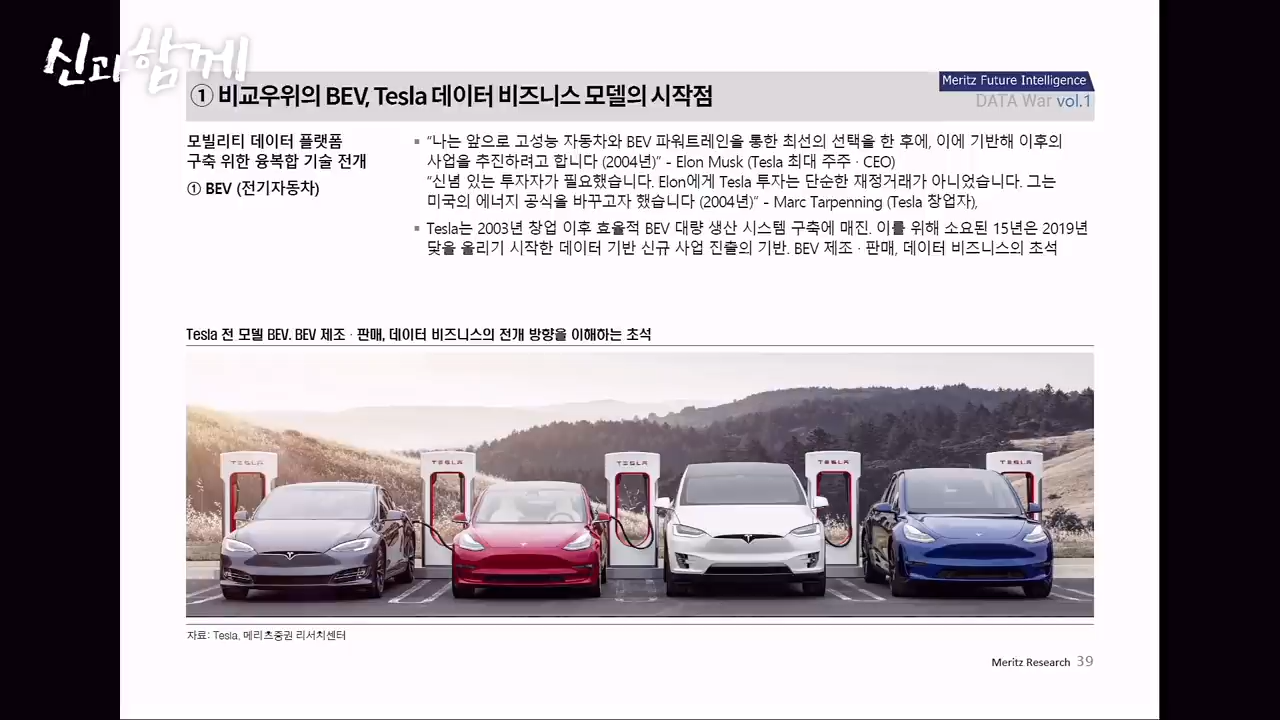 신과함께
① 비교우위의 BEV, Tesla 데이터 비즈니스 모델의 시작점
Meritz Future Intelligence
DATA War vol.1
모빌리티 데이터 플랫폼
구축 위한 융복합 기술 전개
① BEV (전기자동차)
▪ “나는 앞으로 고성능 자동차와 BEV 파워트레인을 통한 최선의 선택을 한 후에, 이에 기반해 이후의
사업을 추진하려고 합니다 (2004년)” - Elon Musk (Tesla 최대 주주 · CEO)
“신념 있는 투자자가 필요했습니다. Elon에게 Tesla 투자는 단순한 재정거래가 아니었습니다. 그는
미국의 에너지 공식을 바꾸고자 했습니다 (2004년)” - Marc Tarpenning (Tesla 창업자),
▪ Tesla는 2003년 창업 이후 효율적 BEV 대량 생산 시스템 구축에 매진. 이를 위해 소요된 15년은 2019년
닻을 올리기 시작한 데이터 기반 신규 사업 진출의 기반. BEV 제조 · 판매, 데이터 비즈니스의 초석
Tesla 전 모델 BEV. BEV 제조 · 판매, 데이터 비즈니스의 전개 방향을 이해하는 초석
TESLA
TESLA
TESLA
TESLA
TESLA
자료: Tesla, 메리츠증권 리서치센터
Meritz Research 39